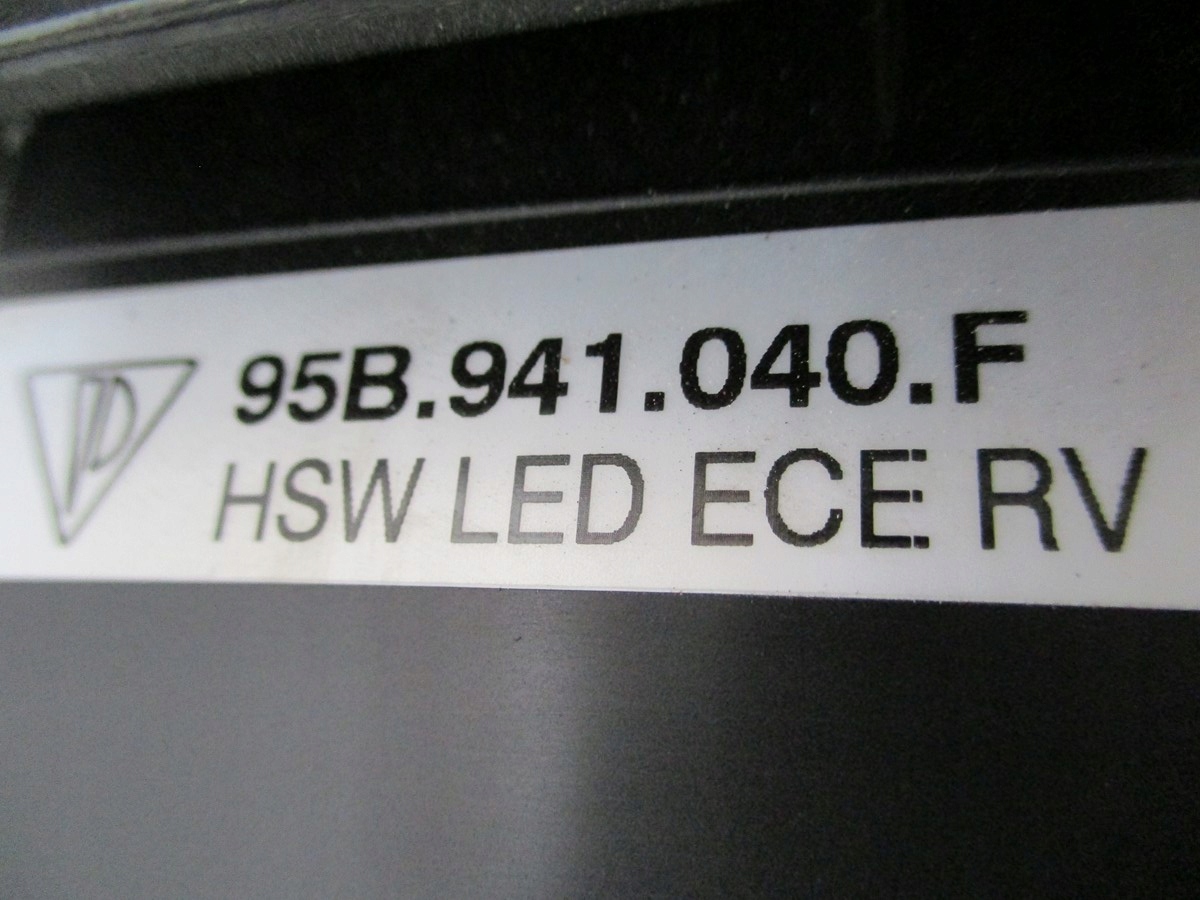 95B.941.040.F
HSW LED ECE RV